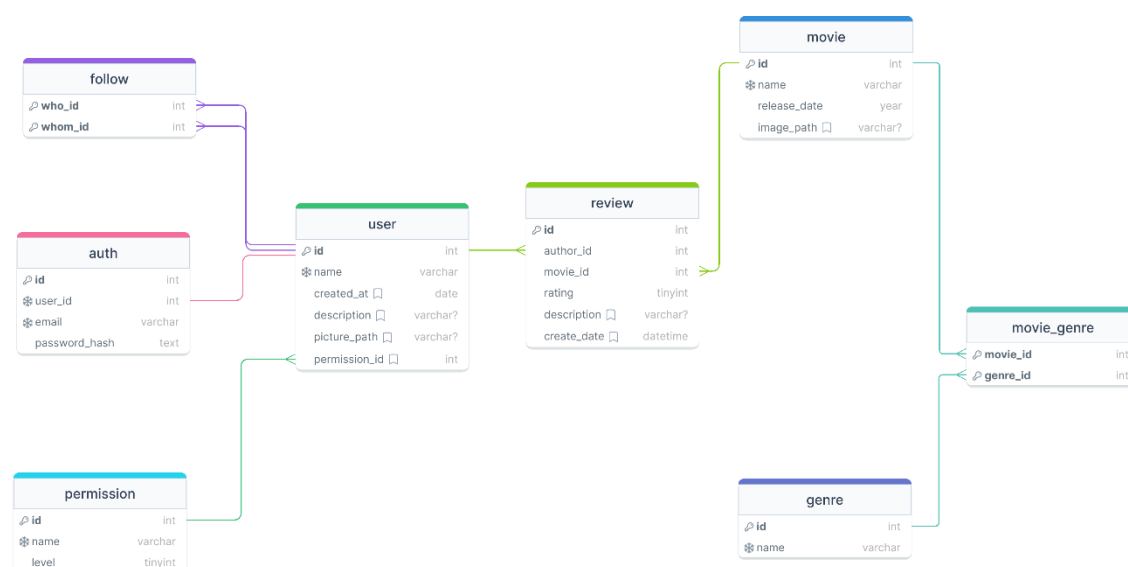 follow
who_id int
whom_id int
auth
id int
user_id int
email varchar
password_hash text
permission
id int
name varchar
level tinyint
user
id int
name varchar
created_at date
description varchar?
picture_path varchar?
permission_id int
review
id int
author_id int
movie_id int
rating tinyint
description varchar?
create_date datetime
movie
id int
name varchar
release_date year
image_path varchar?
genre
id int
name varchar
movie_genre
movie_id int
genre_id int